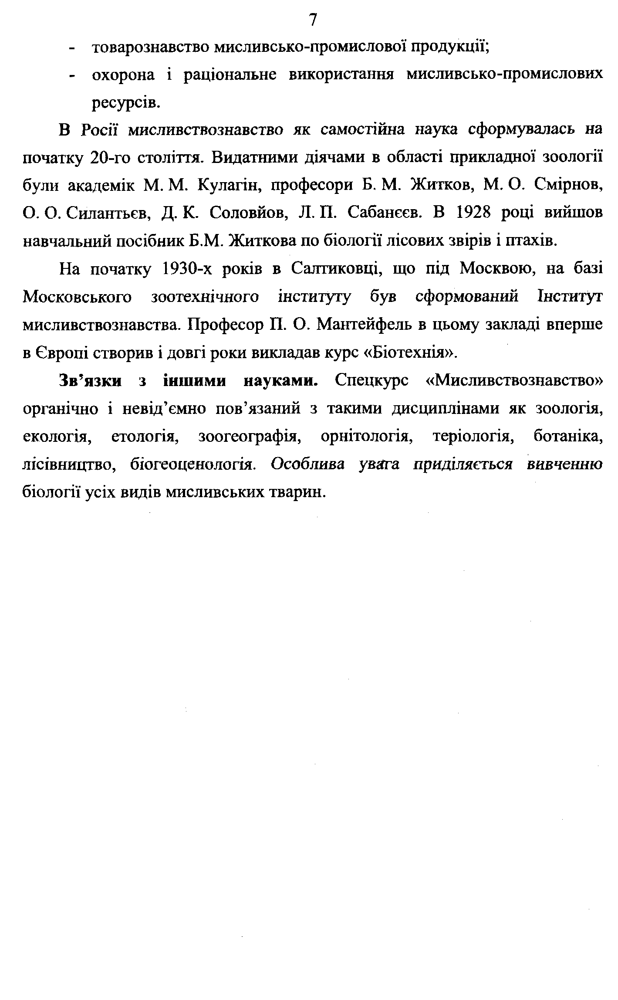 7
- товарознавство мисливсько-промислової продукції;
- охорона і раціональне використання мисливсько-промислових
ресурсів.
В Росії мисливствознавство як самостійна наука сформувалась на
початку 20-го століття. Видатними діячами в області прикладної зоології
були академік М. М. Кулагін, професори Б. М. Житков, М. О. Смірнов,
О. О. Силантьєв, Д. К. Соловйов, Л. П. Сабанєєв. В 1928 році вийшов
навчальний посібник Б.М. Житкова по біології лісових звірів і птахів.
На початку 1930-х років в Салтиковці, що під Москвою, на базі
Московського зоотехнічного інституту був сформований Інститут
мисливствознавства. Професор П. О. Мантейфель в цьому закладі вперше
в Європі створив і довгі роки викладав курс «Біотехнія».
Зв’язки з іншими науками. Спецкурс «Мисливствознавство»
органічно і невід’ємно пов’язаний з такими дисциплінами як зоологія,
екологія, етологія, зоогеографія, орнітологія, теріологія, ботаніка,
лісівництво, біогеоценологія. Особлива увага приділяється вивченню
біології усіх видів мисливських тварин.